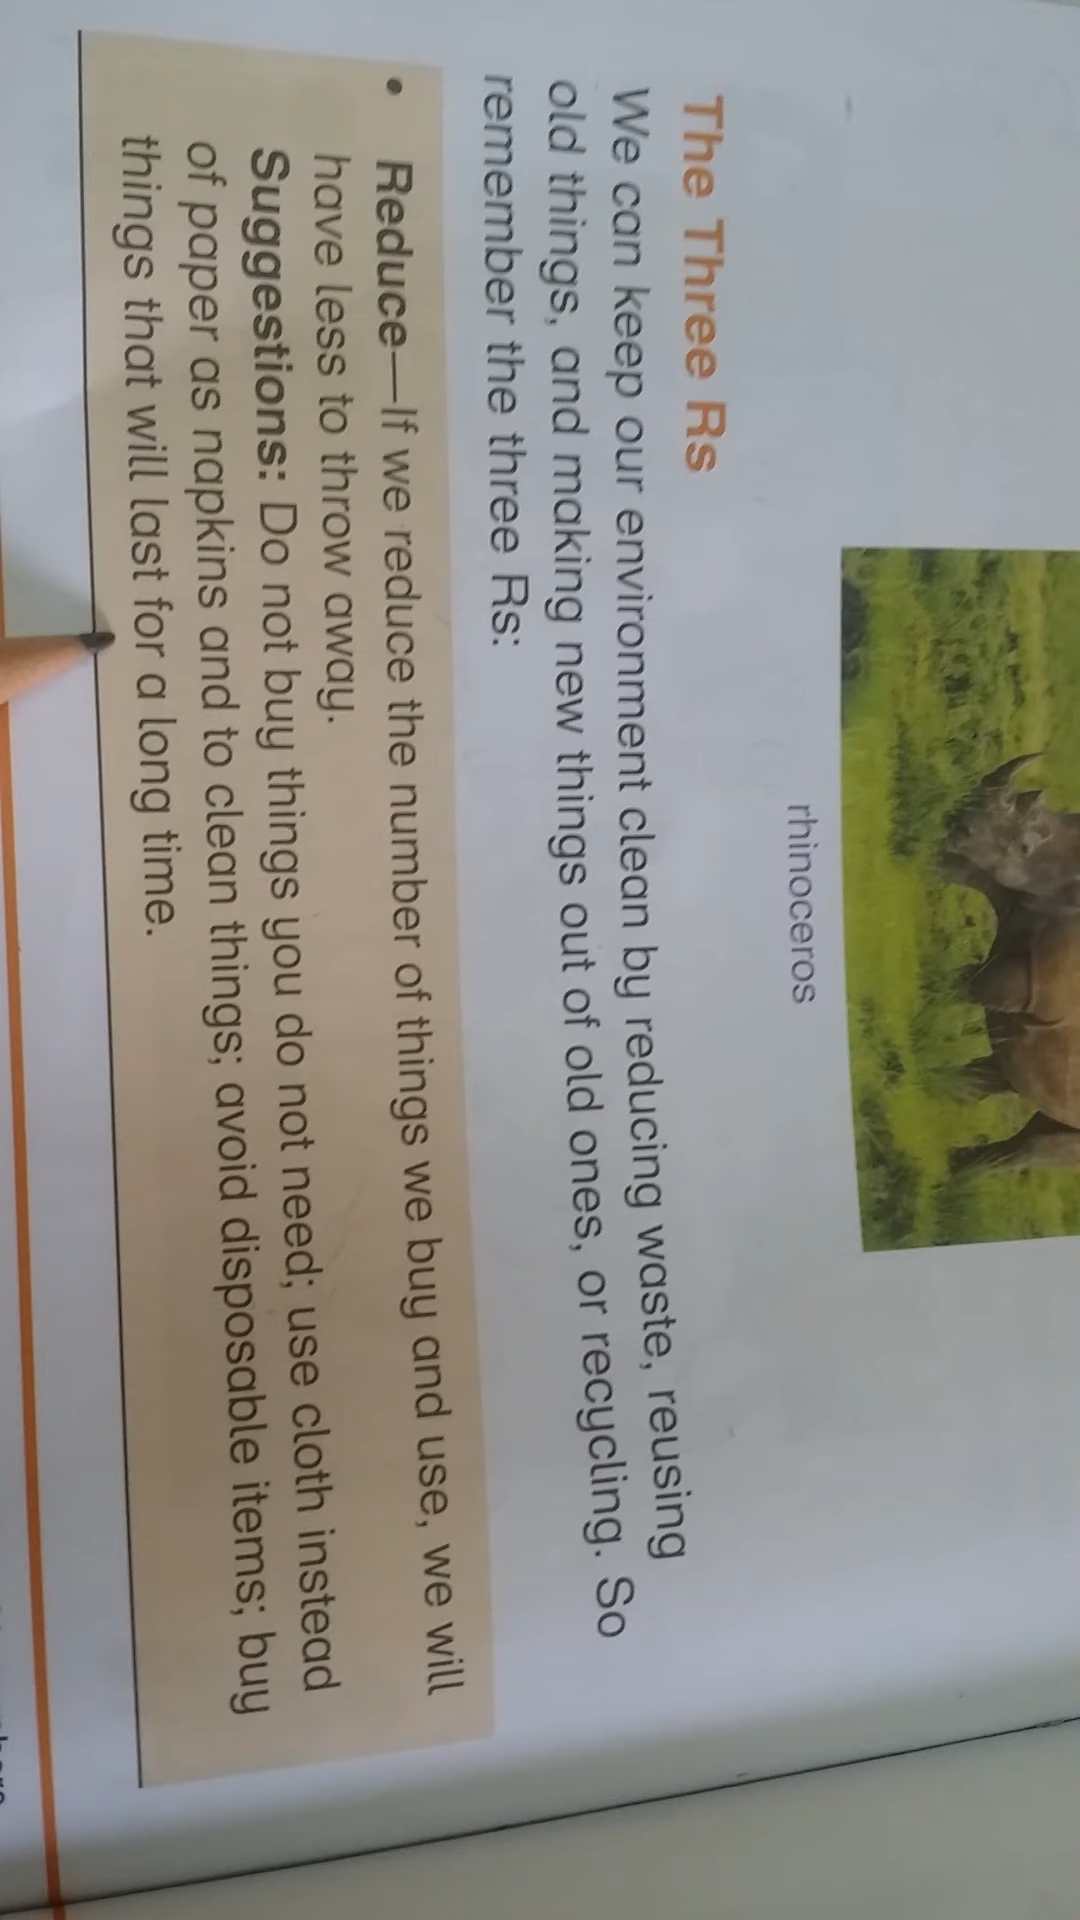 rhinoceros
The Three Rs
We can keep our environment clean by reducing waste, reusing
old things, and making new things out of old ones, or recycling. So
remember the three Rs:
• Reduce—If we reduce the number of things we buy and use, we will
have less to throw away.
Suggestions: Do not buy things you do not need; use cloth instead
of paper as napkins and to clean things; avoid disposable items; buy
things that will last for a long time.